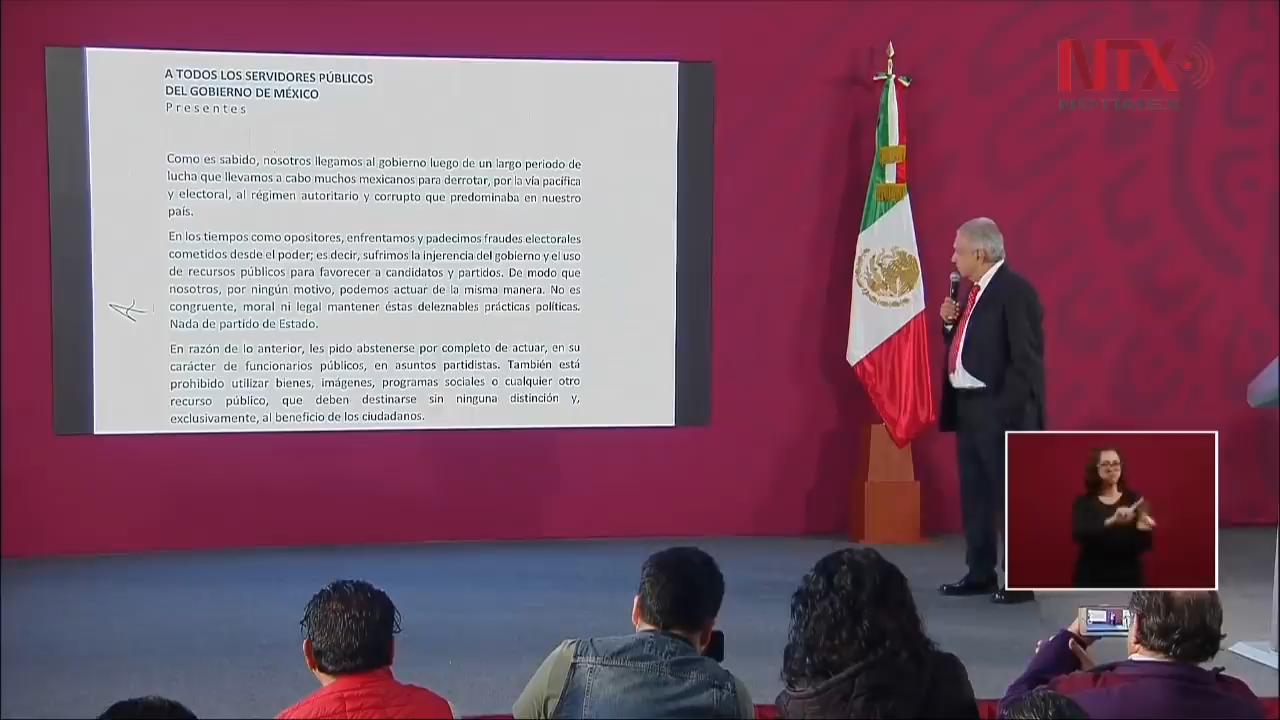 A TODOS LOS SERVIDORES PÚBLICOS
DEL GOBIERNO DE MÉXICO
Presentes
Como es sabido, nosotros llegamos al gobierno luego de un largo periodo de
lucha que llevamos a cabo muchos mexicanos para derrotar, por la vía pacífica
y electoral, al régimen autoritario y corrupto que predominaba en nuestro
país.
En los tiempos como opositores, enfrentamos y padecimos fraudes electorales
cometidos desde el poder; es decir, sufrimos la injerencia del gobierno y el uso
de recursos públicos para favorecer a candidatos y partidos. De modo que
nosotros, por ningún motivo, podemos actuar de la misma manera. No es
congruente, moral ni legal mantener éstas deleznables prácticas políticas.
Nada de partido de Estado.
En razón de lo anterior, les pido abstenerse por completo de actuar, en su
carácter de funcionarios públicos, en asuntos partidistas. También está
prohibido utilizar bienes, imágenes, programas sociales o cualquier otro
recurso público, que deben destinarse sin ninguna distinción y,
exclusivamente, al beneficio de los ciudadanos.
NTX
NOTIMEX